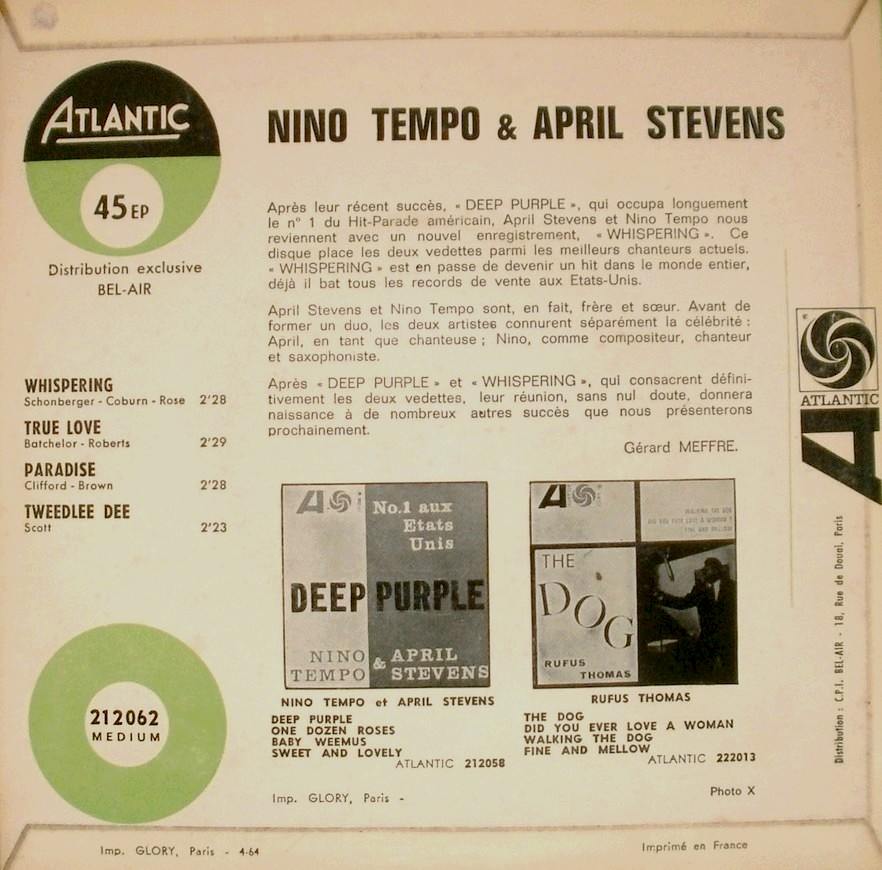 ATLANTIC
45 EP
Distribution exclusive
BEL-AIR
NINO TEMPO & APRIL STEVENS
Après leur récent succès, « DEEP PURPLE », qui occupa longuement
le n° 1 du Hit-Parade américain, April Stevens et Nino Tempo nous
reviennent avec un nouvel enregistrement, « WHISPERING ». Ce
disque place les deux vedettes parmi les meilleurs chanteurs actuels.
« WHISPERING » est en passe de devenir un hit dans le monde entier,
déjà il bat tous les records de vente aux Etats-Unis.
April Stevens et Nino Tempo sont, en fait, frère et sœur. Avant de
former un duo, les deux artistes connurent séparément la célébrité :
April, en tant que chanteuse ; Nino, comme compositeur, chanteur
et saxophoniste.
Après « DEEP PURPLE » et « WHISPERING », qui consacrent défini-
tivement les deux vedettes, leur réunion, sans nul doute, donnera
naissance à de nombreux autres succès que nous présenterons
prochainement.
Gérard MEFFRE.
WHISPERING
Schonberger - Coburn - Rose 2'28
TRUE LOVE
Batchelor - Roberts 2'29
PARADISE
Clifford - Brown 2'28
TWEEDLEE DEE
Scott 2'23
212062
MEDIUM
No.1 aux
Etats
Unis
DEEP PURPLE
NINO TEMPO & APRIL STEVENS
NINO TEMPO et APRIL STEVENS
DEEP PURPLE
ONE DOZEN ROSES
BABY WEEMUS
SWEET AND LOVELY
ATLANTIC 212058
WALKING THE DOG
DID YOU EVER LOVE A WOMAN
FINE AND MELLOW
THE
DOG
RUFUS
THOMAS
RUFUS THOMAS
THE DOG
DID YOU EVER LOVE A WOMAN
WALKING THE DOG
FINE AND MELLOW
ATLANTIC 222013
Imp. GLORY, Paris -
Photo X
ATLANTIC
Distribution : C.P.I. BEL-AIR - 18, Rue de Douai, Paris
Imp. GLORY, Paris - 4-64
Imprimé en France